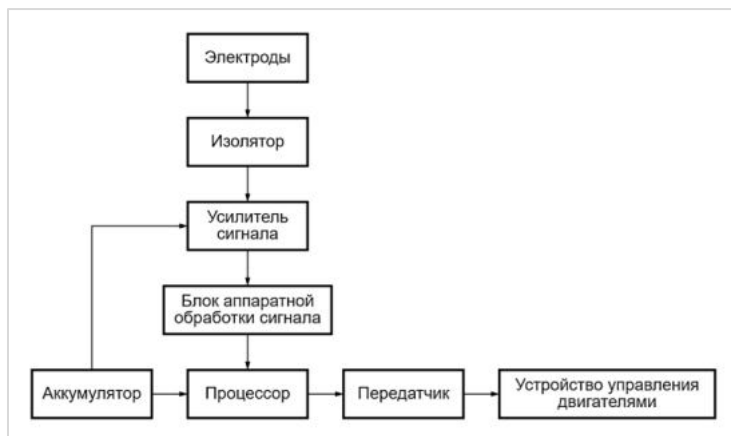 Электроды
Изолятор
Усилитель
сигнала
Блок аппаратной
обработки сигнала
Аккумулятор
Процессор
Передатчик
Устройство управления
двигателями